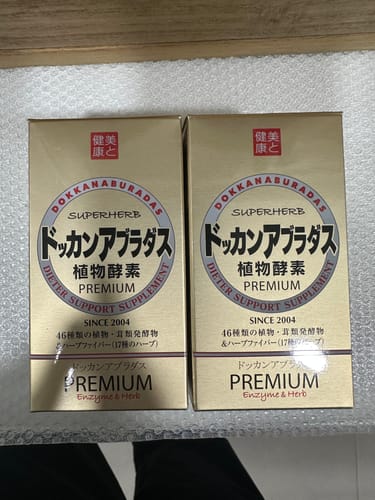 美と
健康
DOKKANABURADAS
SUPERHERB
ドッカンアブラダス
植物酵素
PREMIUM
DIETER SUPPORT SUPPLEMENT
SINCE 2004
46種類の植物・茸類発酵物
&ハーブファイバー(17種のハーブ)
ドッカンアブラダス
PREMIUM
Enzyme & Herb
美と
健康
DOKKANABURADAS
SUPERHERB
ドッカンアブラダス
植物酵素
PREMIUM
DIETER SUPPORT SUPPLEMENT
SINCE 2004
46種類の植物・茸類発酵物
&ハーブファイバー(17種のハーブ)
ドッカンアブラダス
PREMIUM
Enzyme & Herb